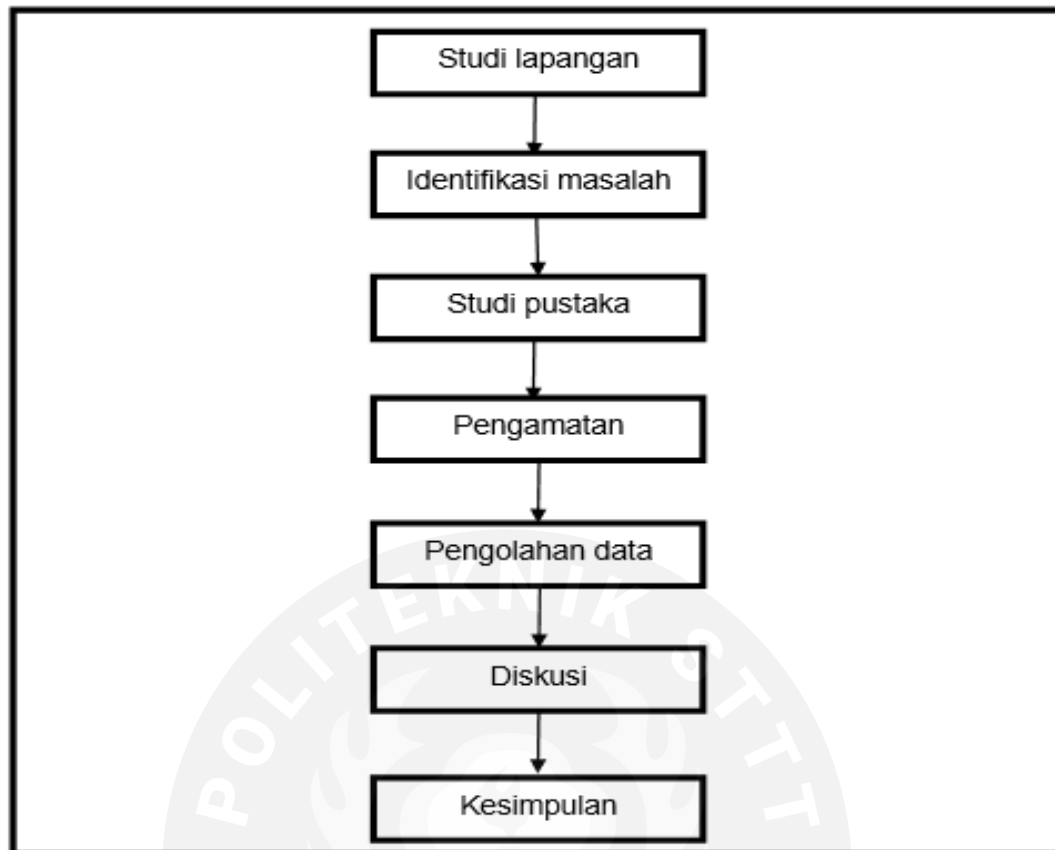 Studi lapangan
Identifikasi masalah
Studi pustaka
Pengamatan
Pengolahan data
Diskusi
Kesimpulan
POLITEKNIK STTT